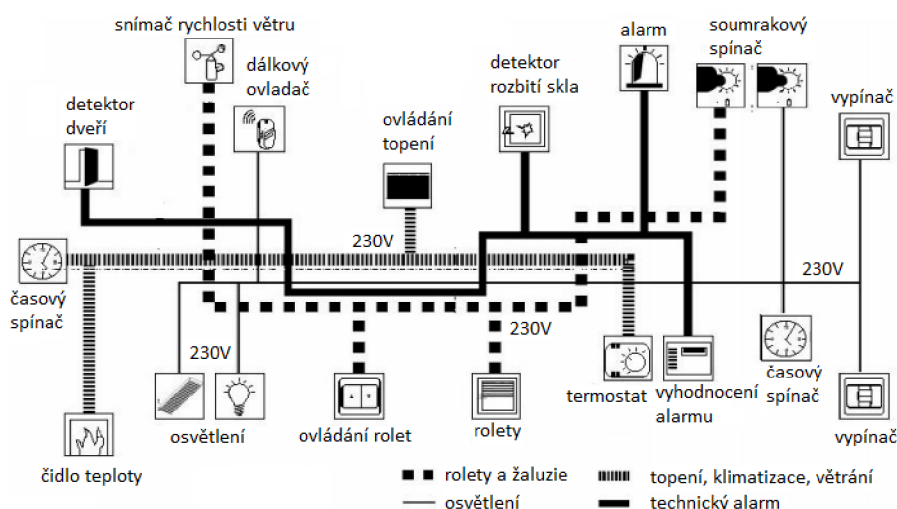 snímač rychlosti větru
dálkový
ovladač
detektor
dveří
ovládání
topení
detektor
rozbití skla
alarm
soumrakový
spínač
vypínač
230V
230V
časový
spínač
230V
230V
osvětlení
ovládání rolet
rolety
termostat
vyhodnocení
alarmu
časový
spínač
vypínač
čidlo teploty
rolety a žaluzie
topení, klimatizace, větrání
osvětlení
technický alarm